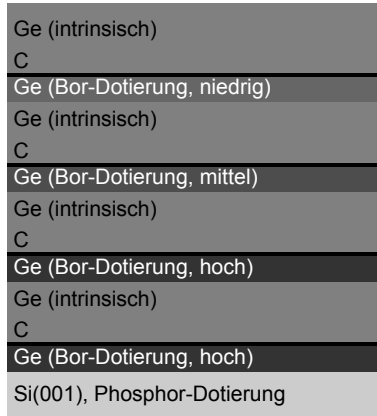 Ge (intrinsisch)
C
Ge (Bor-Dotierung, niedrig)
Ge (intrinsisch)
C
Ge (Bor-Dotierung, mittel)
Ge (intrinsisch)
C
Ge (Bor-Dotierung, hoch)
Ge (intrinsisch)
C
Ge (Bor-Dotierung, hoch)
Si(001), Phosphor-Dotierung